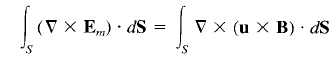 ∫_S (∇ × E_m) · dS = ∫_S ∇ × (u × B) · dS